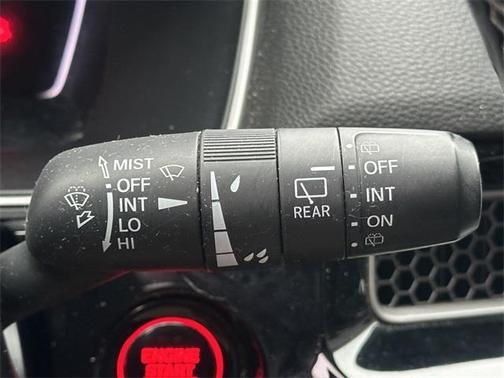 MIST
OFF
INT
LO
HI
REAR
OFF
INT
ON
ENGINE
START